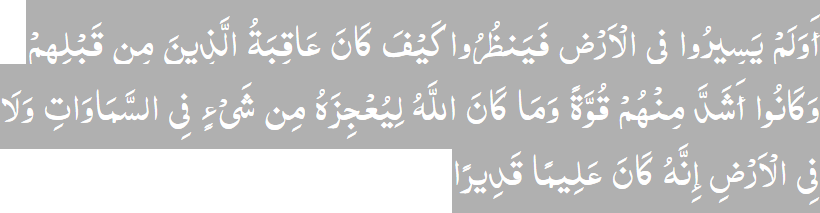 أَوَلَمْ يَسِيرُوا فِي الْأَرْضِ فَيَنظُرُوا كَيْفَ كَانَ عَاقِبَةُ الَّذِينَ مِن قَبْلِهِمْ
وَكَانُوا أَشَدَّ مِنْهُمْ قُوَّةً وَمَا كَانَ اللَّهُ لِيُعْجِزَهُ مِن شَيْءٍ فِي السَّمَاوَاتِ وَلَا
فِي الْأَرْضِ إِنَّهُ كَانَ عَلِيمًا قَدِيرًا